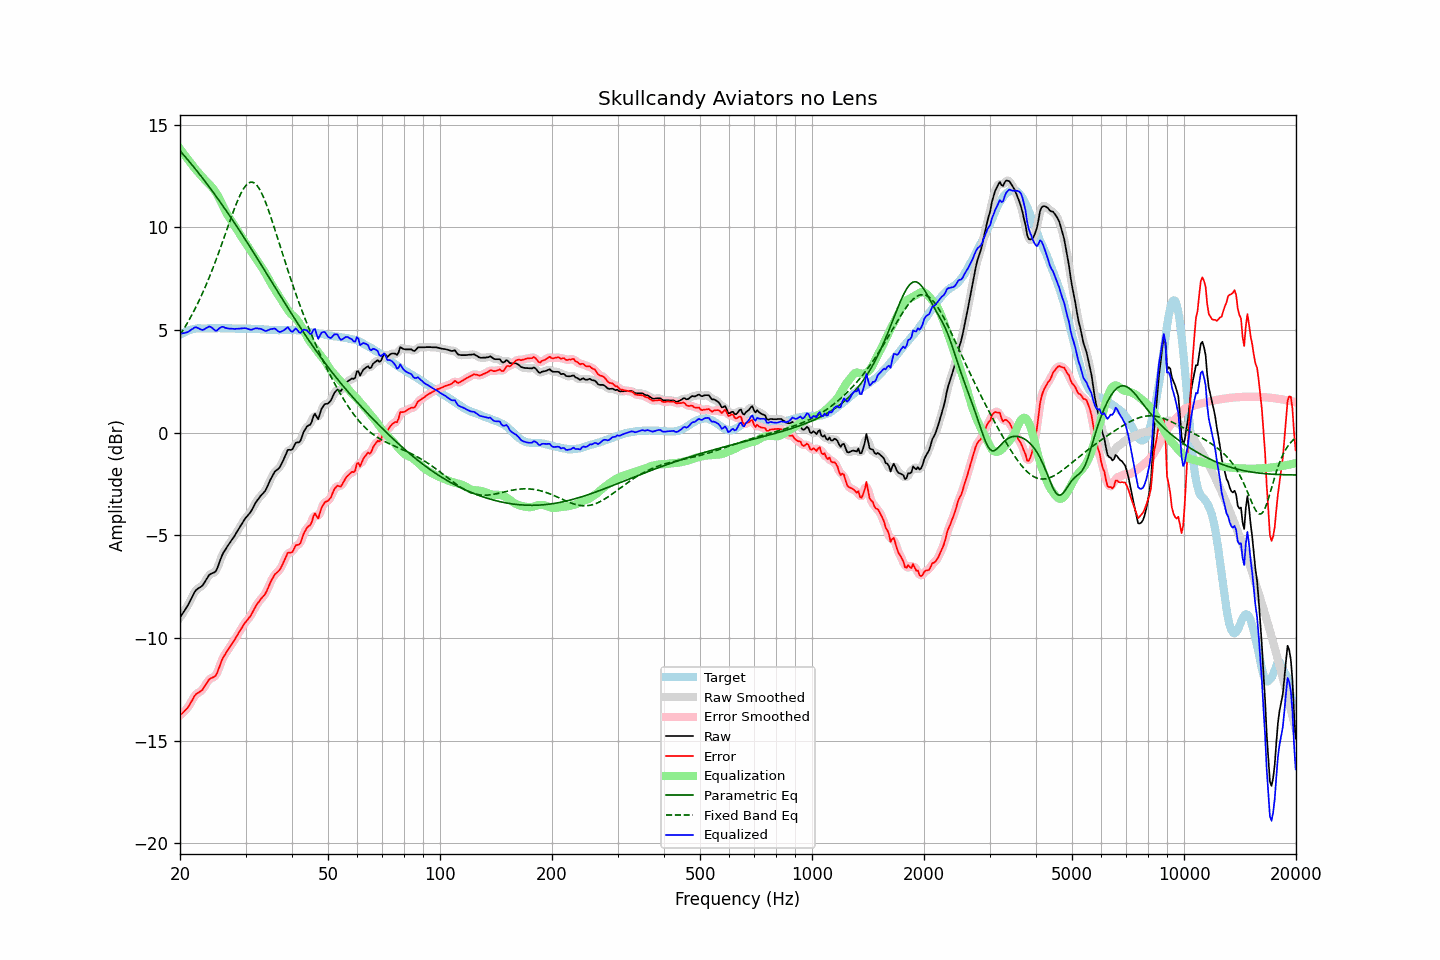 Skullcandy Aviators no Lens
15
10
5
0
−5
−10
−15
−20
Amplitude (dBr)
Target
Raw Smoothed
Error Smoothed
Raw
Error
Equalization
Parametric Eq
Fixed Band Eq
Equalized
20 50 100 200 500 1000 2000 5000 10000 20000
Frequency (Hz)